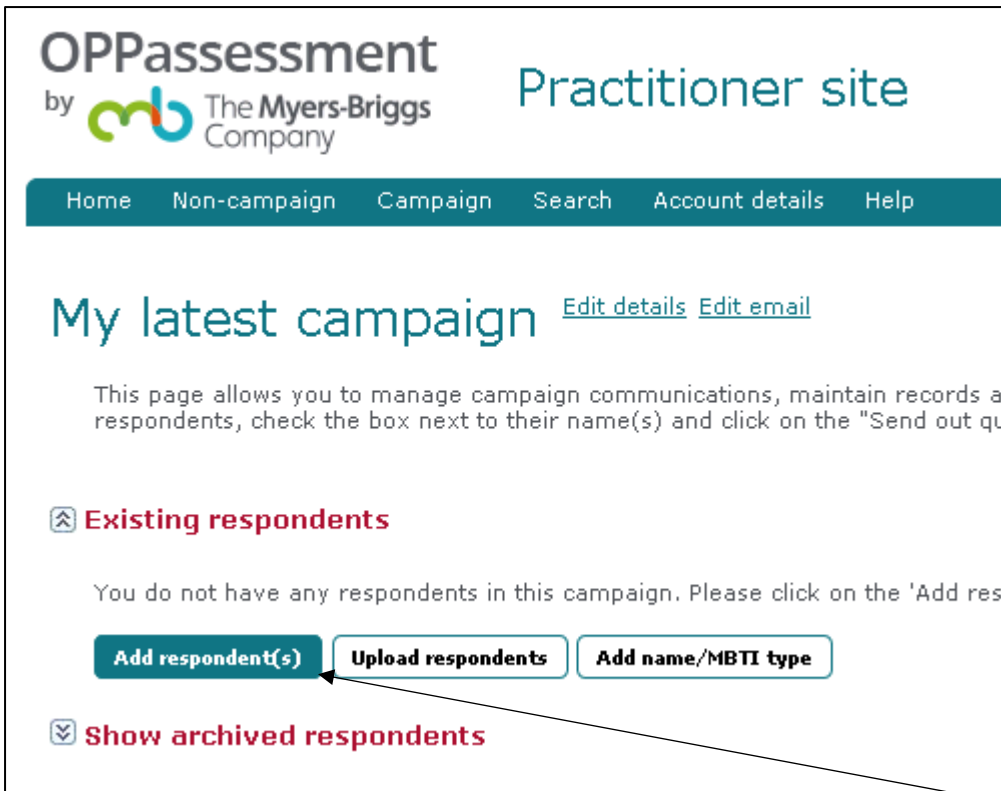 OPPassessment
by mb The Myers-Briggs
Company
Practitioner site
Home Non-campaign Campaign Search Account details Help
My latest campaign Edit details Edit email
This page allows you to manage campaign communications, maintain records a
respondents, check the box next to their name(s) and click on the "Send out qu
Existing respondents
You do not have any respondents in this campaign. Please click on the 'Add res
Add respondent(s) Upload respondents Add name/MBTI type
Show archived respondents